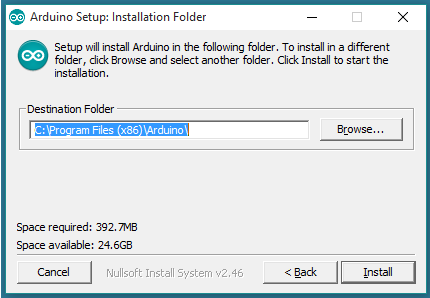 Arduino Setup: Installation Folder
Setup will install Arduino in the following folder. To install in a different
folder, click Browse and select another folder. Click Install to start the
installation.
Destination Folder
C:\Program Files (x86)\Arduino\
Browse...
Space required: 392.7MB
Space available: 24.6GB
Cancel
Nullsoft Install System v2.46
< Back
Install